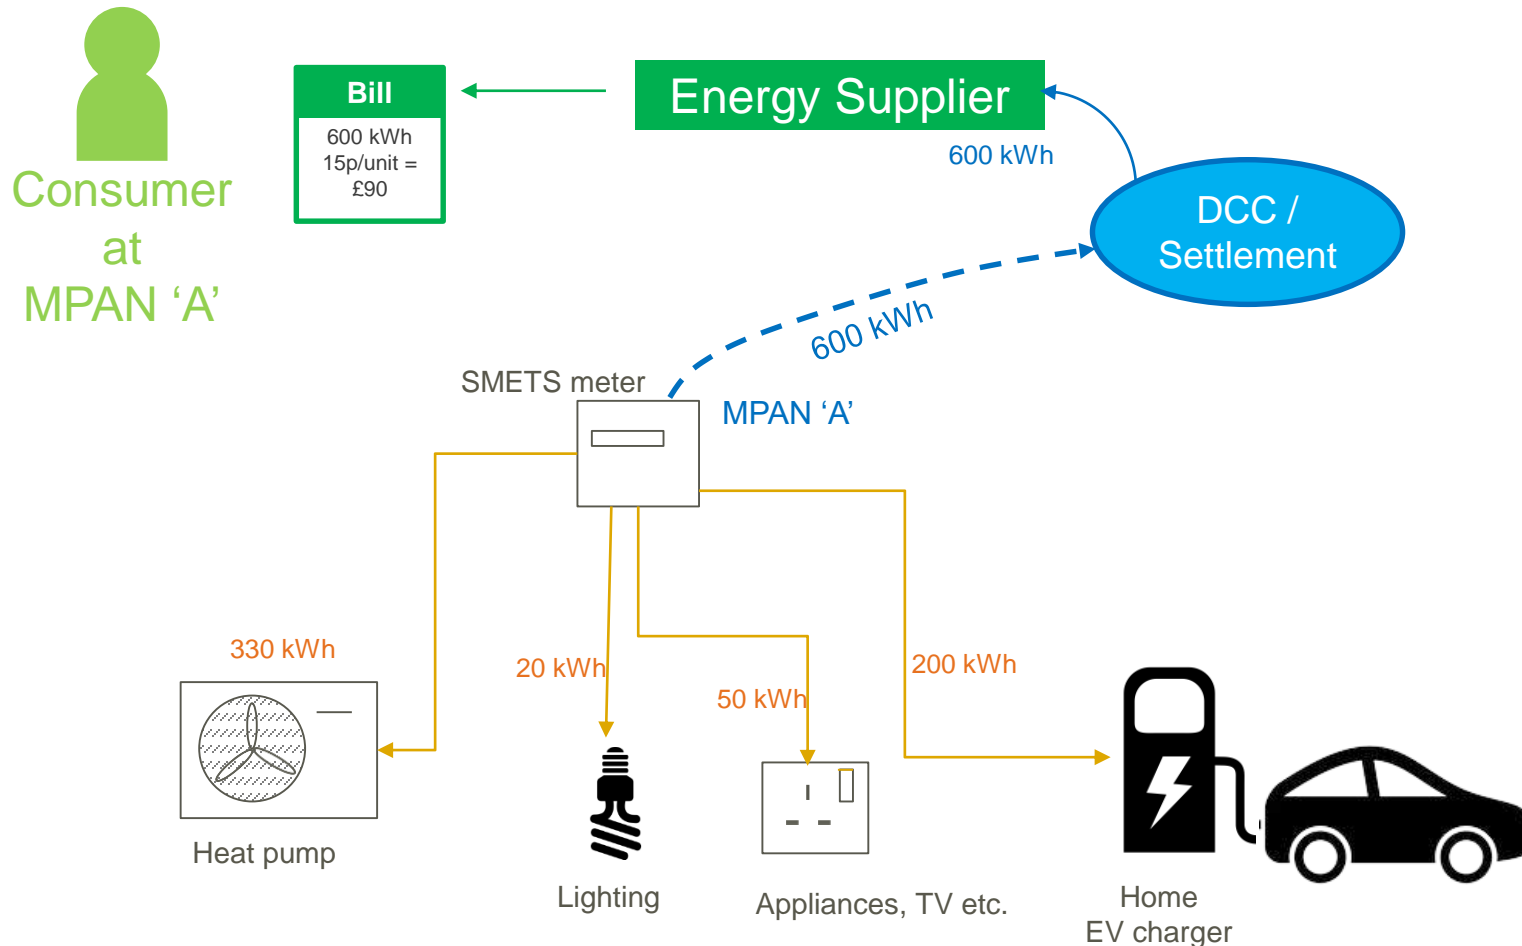 Consumer
at
MPAN ‘A’
Bill
600 kWh
15p/unit =
£90
Energy Supplier
600 kWh
DCC /
Settlement
600 kWh
SMETS meter
MPAN ‘A’
330 kWh
20 kWh
50 kWh
200 kWh
Heat pump
Lighting
Appliances, TV etc.
Home
EV charger